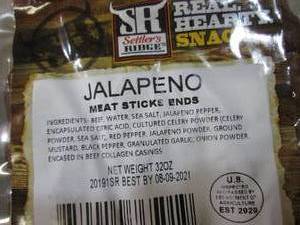 SR
Settler's
RIDGE
REAL
HEARTY
SNACK
JALAPENO
MEAT STICKS ENDS
INGREDIENTS: BEEF, WATER, SEA SALT, JALAPENO PEPPER,
ENCAPSULATED CITRIC ACID, CULTURED CELERY POWDER (CELERY
POWDER, SEA SALT), RED PEPPER, JALAPENO POWDER, GROUND
MUSTARD, BLACK PEPPER, GRANULATED GARLIC, ONION POWDER.
ENCASED IN BEEF COLLAGEN CASINGS.
NET WEIGHT 32OZ
20191SR BEST BY 08-09-2021
U.S.
INSPECTED
AND PASSED BY
DEPARTMENT OF
AGRICULTURE
EST 2020